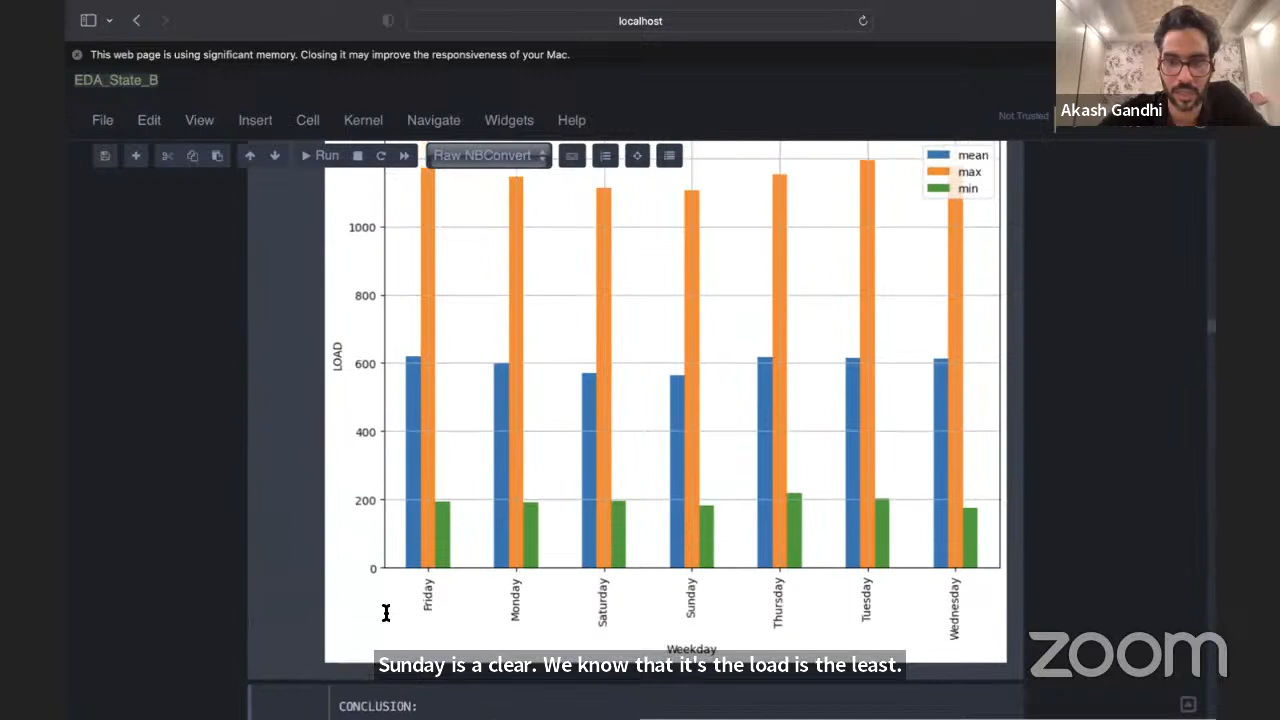 localhost
This web page is using significant memory. Closing it may improve the responsiveness of your Mac.
EDA_State_B
File Edit View Insert Cell Kernel Navigate Widgets Help
Not Trusted
Akash Gandhi
Run
Raw NBConvert
mean
max
min
1000
800
600
400
200
0
LOAD
Friday
Monday
Saturday
Sunday
Thursday
Tuesday
Wednesday
Weekday
Sunday is a clear. We know that it's the load is the least.
zoom
CONCLUSION: